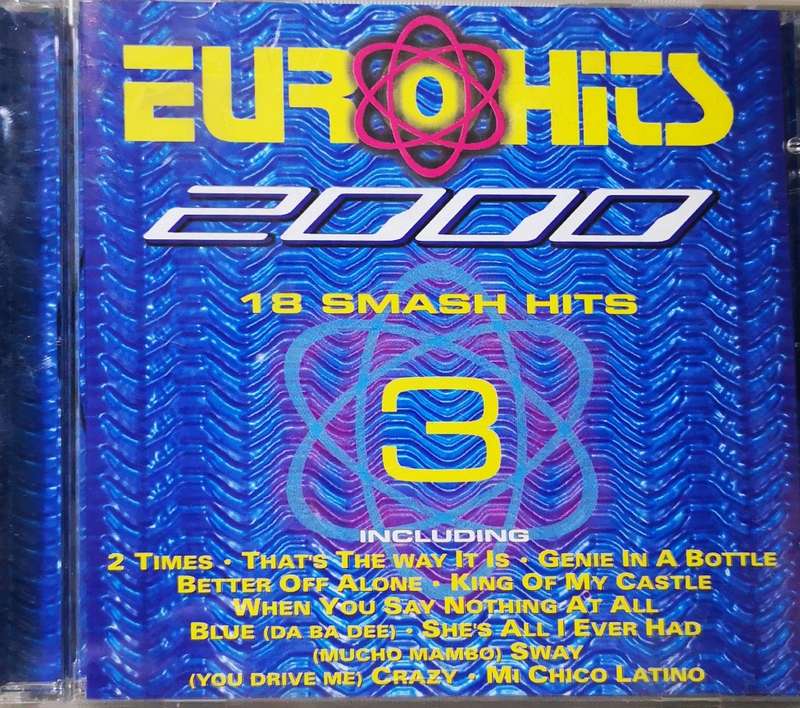 EUROHITS
2000
18 SMASH HITS
3
INCLUDING
2 TIMES · THAT'S THE WAY IT IS · GENIE IN A BOTTLE
BETTER OFF ALONE · KING OF MY CASTLE
WHEN YOU SAY NOTHING AT ALL
BLUE (DA BA DEE) · SHE'S ALL I EVER HAD
(MUCHO MAMBO) SWAY
(YOU DRIVE ME) CRAZY · MI CHICO LATINO